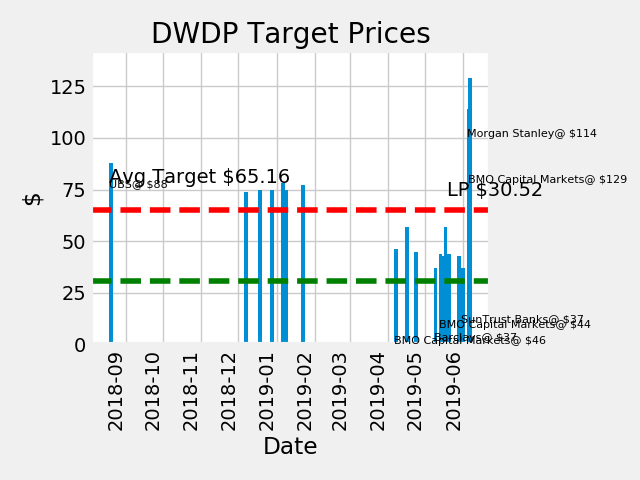 DWDP Target Prices
125
100
75
50
25
0
$
Morgan Stanley@ $114
Avg Target $65.16
UBS@ $88
BMO Capital Markets@ $129
LP $30.52
SunTrust Banks@ $37
BMO Capital Markets@ $44
Barclays@ $37
BMO Capital Markets@ $46
2018-09
2018-10
2018-11
2018-12
2019-01
2019-02
2019-03
2019-04
2019-05
2019-06
Date